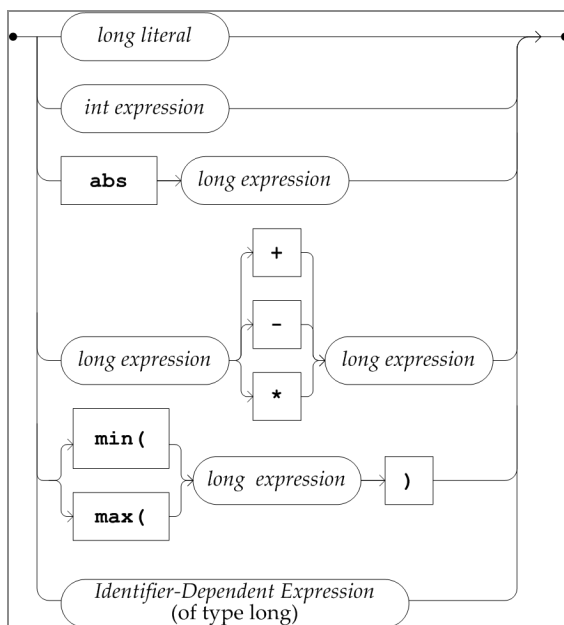 long literal
int expression
abs long expression
+
-
long expression long expression
*
min(
long expression )
max(
Identifier-Dependent Expression
(of type long)